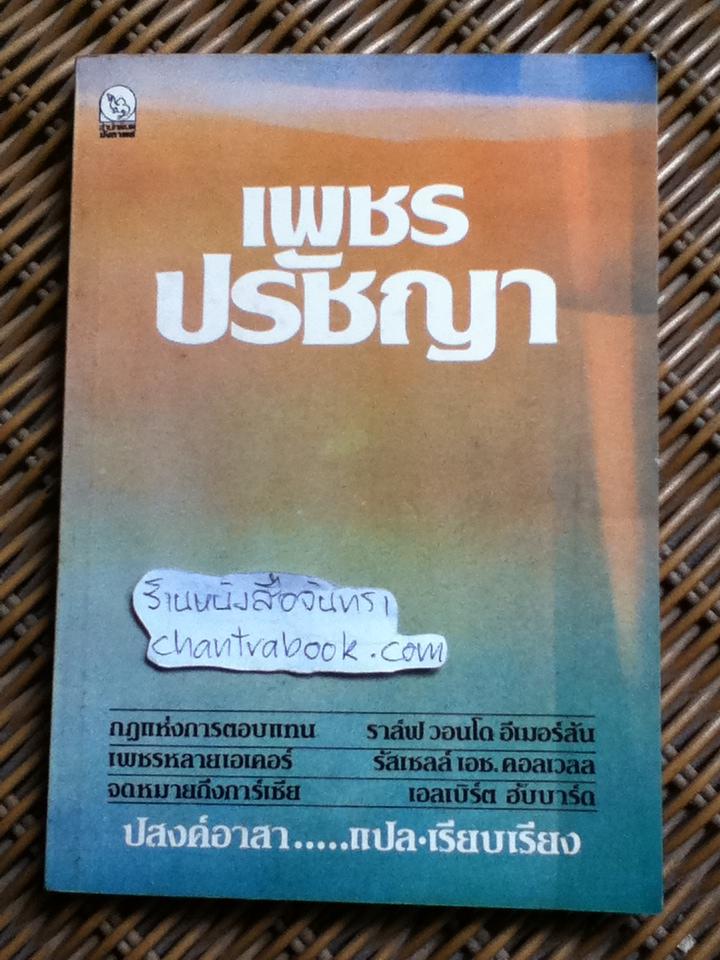 เพชร
ปรัชญา
ร้านหนังสือจันทรา
chantrabook.com
กฎแห่งการตอบแทน ราล์ฟ วอนโด อีเมอร์สัน
เพชรหลายเอเคอร์ รัสเซลล์ เอช. คอลเวลล
จดหมายถึงการ์เซีย เอลเบิร์ต ฮับบาร์ด
ปสงค์อาสา.....แปล•เรียบเรียง